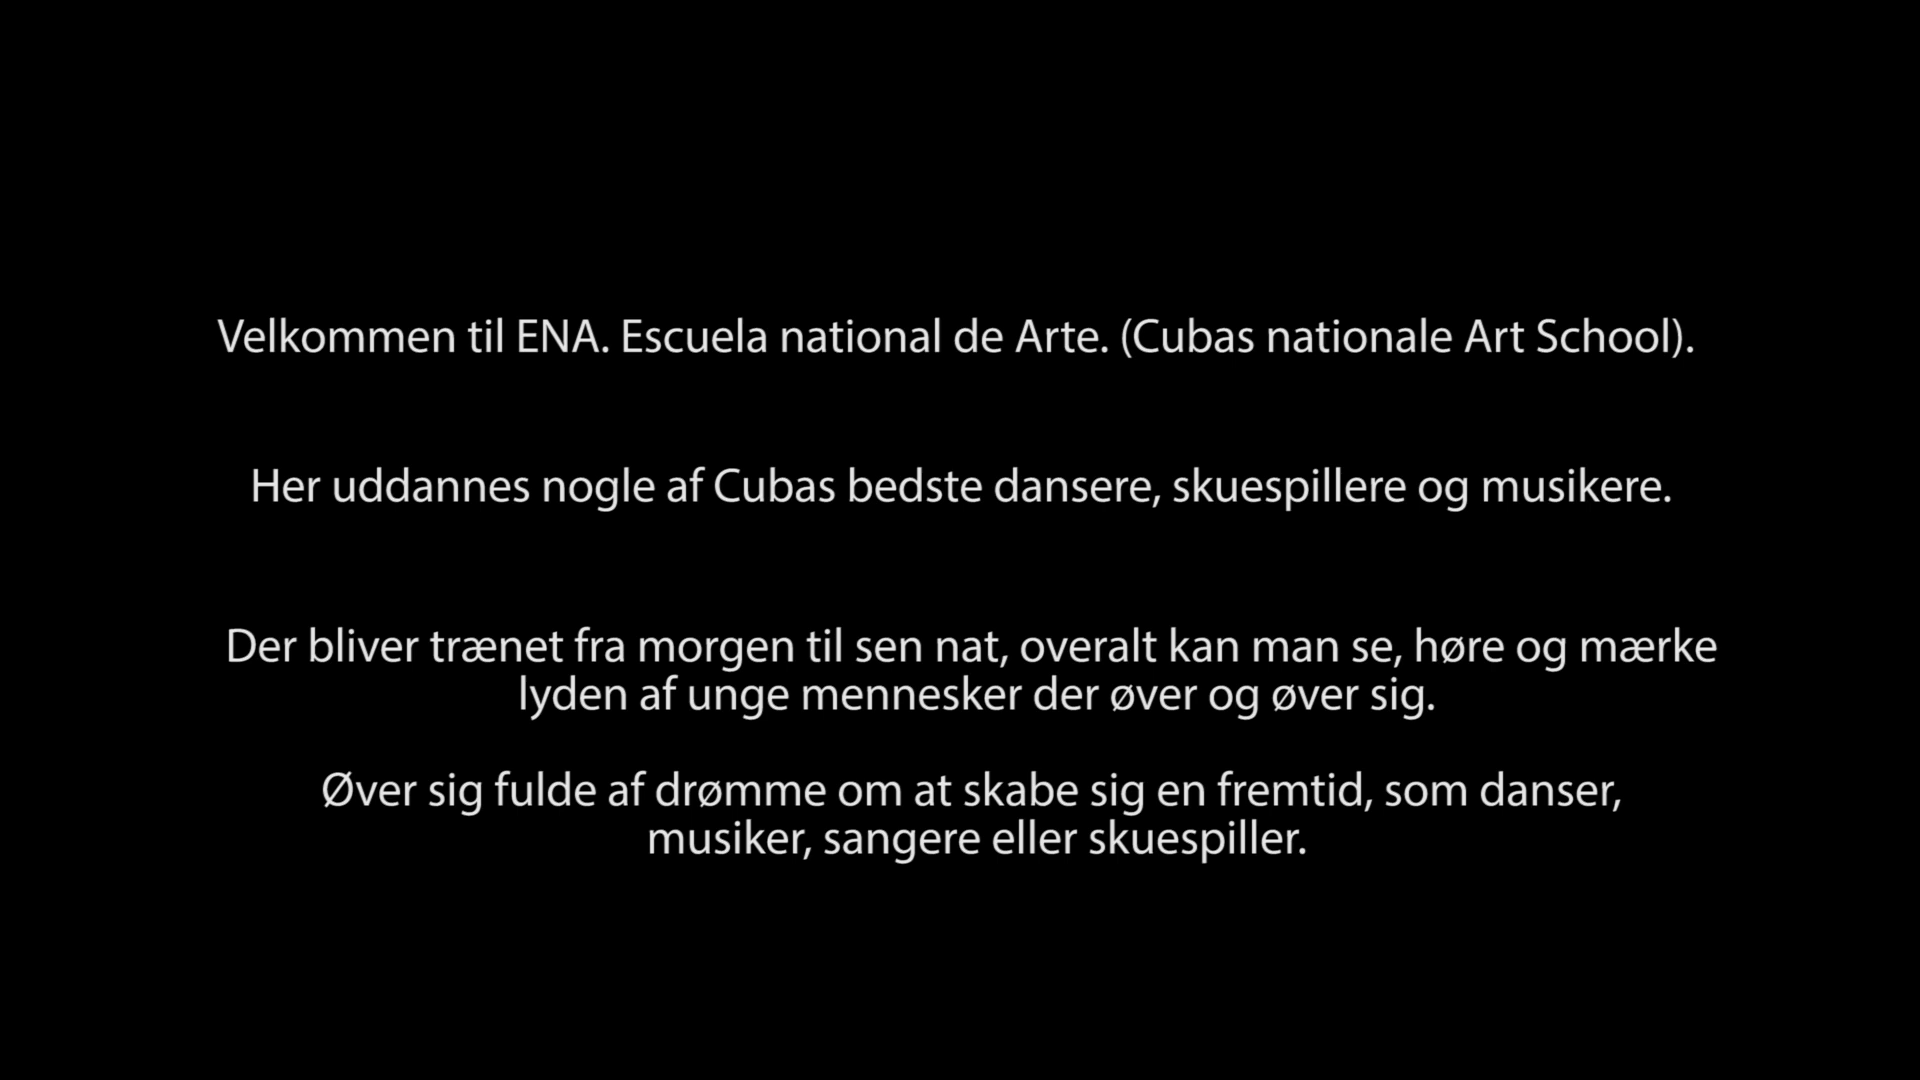 Velkommen til ENA. Escuela national de Arte. (Cubas nationale Art School).
Her uddannes nogle af Cubas bedste dansere, skuespillere og musikere.
Der bliver trænet fra morgen til sen nat, overalt kan man se, høre og mærke
lyden af unge mennesker der øver og øver sig.
Øver sig fulde af drømme om at skabe sig en fremtid, som danser,
musiker, sangere eller skuespiller.